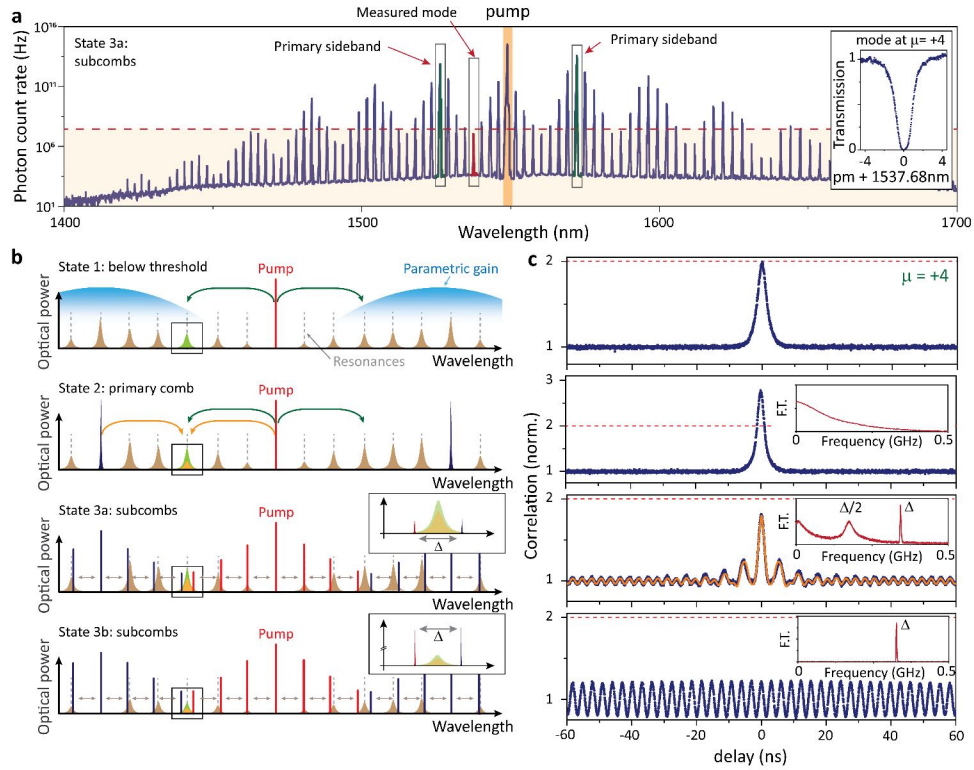 a
State 3a:
subcombs
Measured mode
pump
Primary sideband
Primary sideband
Photon count rate (Hz)
10^16
10^11
10^6
10^1
1400
1500
1600
1700
Wavelength (nm)
mode at μ= +4
Transmission
1
0
-4
0
4
pm + 1537.68nm
b
State 1: below threshold
Pump
Parametric gain
Optical power
Resonances
Wavelength
State 2: primary comb
Pump
Optical power
Wavelength
State 3a: subcombs
Pump
Optical power
Δ
Wavelength
State 3b: subcombs
Pump
Optical power
Δ
Wavelength
c
μ = +4
2
1
3
2
1
F.T.
0
Frequency (GHz)
0.5
Correlation (norm.)
2
1
F.T.
Δ/2
Δ
0
Frequency (GHz)
0.5
2
1
F.T.
Δ
0
Frequency (GHz)
0.5
-60
-40
-20
0
20
40
60
delay (ns)